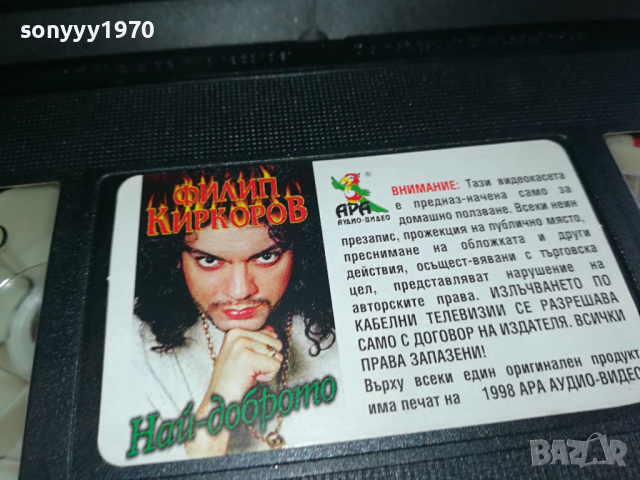 sonyyy1970
ФИЛИП
КИРКОРОВ
Най-доброто
®
АРА
АУДИО-ВИДЕО
ВНИМАНИЕ: Тази видеокасета
е предназ-начена само за
домашно ползване. Всеки неин
презапис, прожекция на публично място,
преснимане на обложката и други
действия, осъщест-вявани с търговска
цел, представляват нарушение на
авторските права. ИЗЛЪЧВАНЕТО ПО
КАБЕЛНИ ТЕЛЕВИЗИИ СЕ РАЗРЕШАВА
САМО С ДОГОВОР НА ИЗДАТЕЛЯ. ВСИЧКИ
ПРАВА ЗАПАЗЕНИ!
Върху всеки един оригинален продукт
има печат на 1998 АРА АУДИО-ВИДЕО
BAZAR